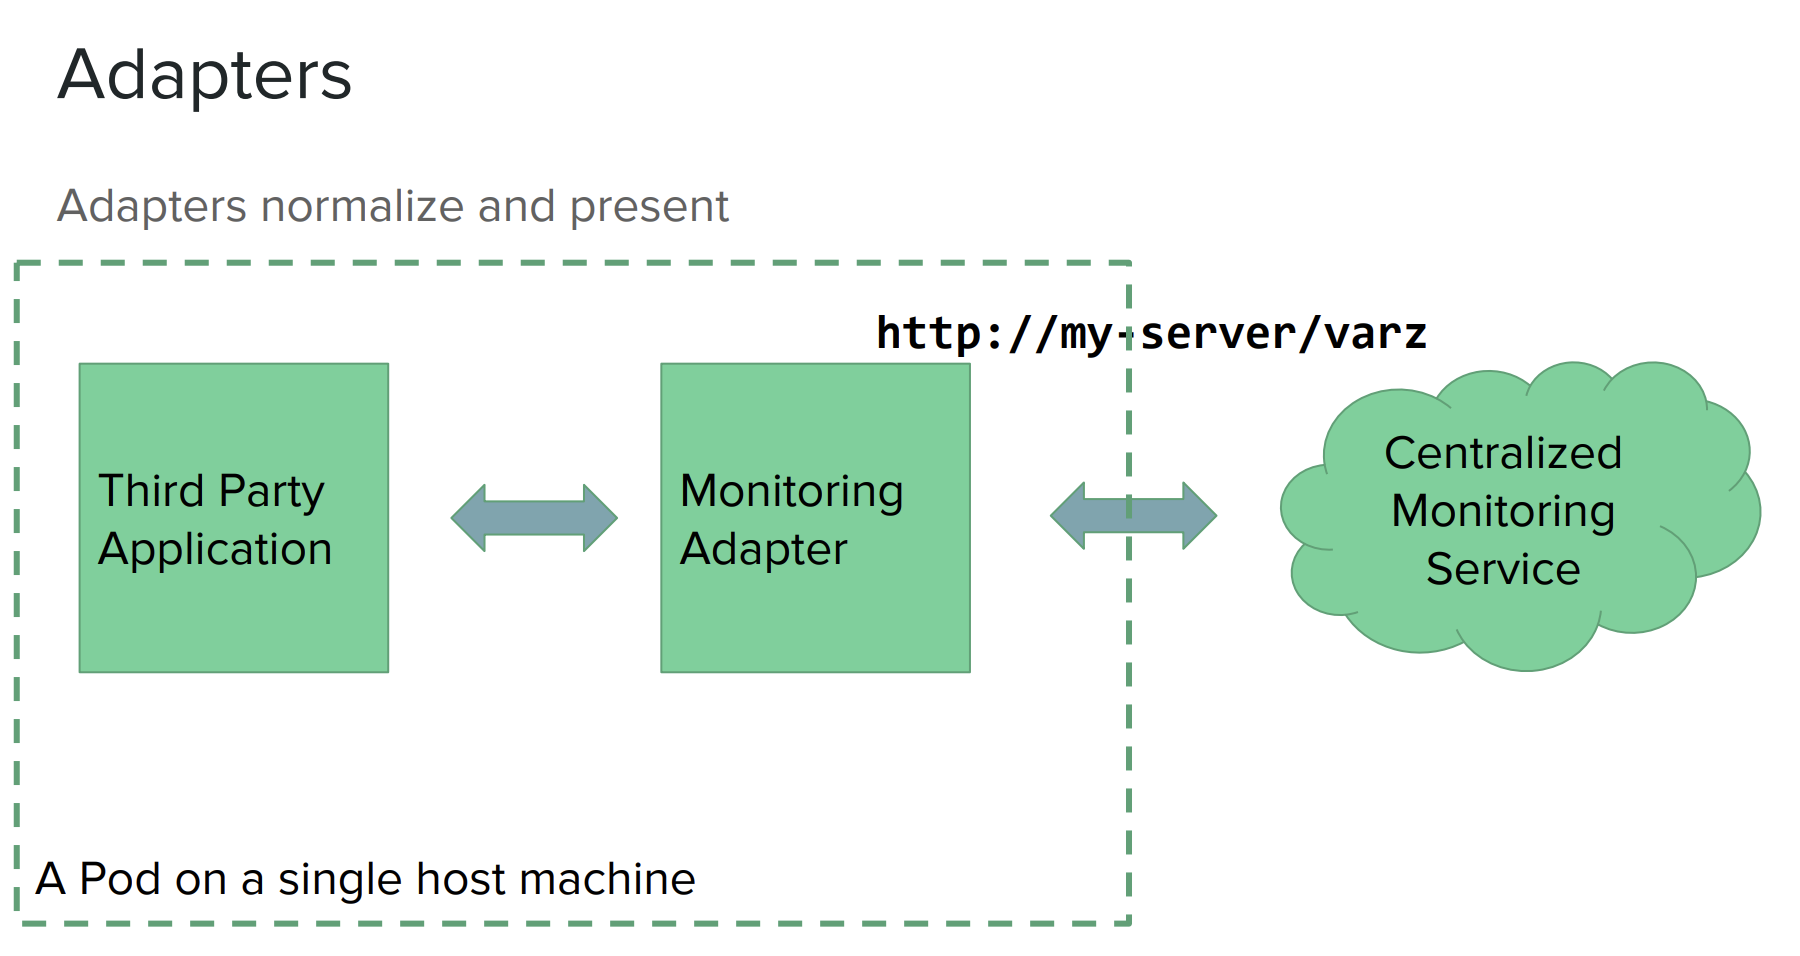 Adapters
Adapters normalize and present
http://my-server/varz
Third Party
Application
Monitoring
Adapter
Centralized
Monitoring
Service
A Pod on a single host machine